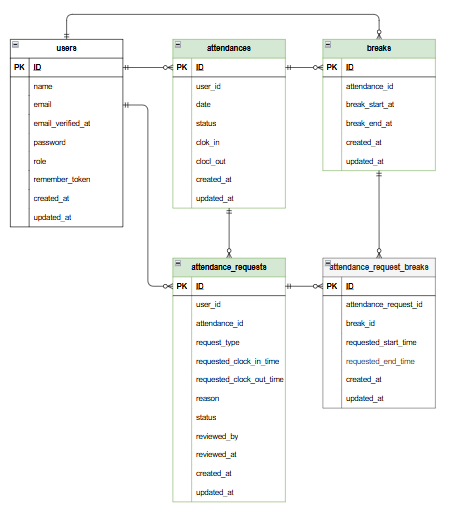 users
PK ID
name
email
email_verified_at
password
role
remember_token
created_at
updated_at
attendances
PK ID
user_id
date
status
clok_in
clocl_out
created_at
updated_at
breaks
PK ID
attendance_id
break_start_at
break_end_at
created_at
updated_at
attendance_requests
PK ID
user_id
attendance_id
request_type
requested_clock_in_time
requested_clock_out_time
reason
status
reviewed_by
reviewed_at
created_at
updated_at
attendance_request_breaks
PK ID
attendance_request_id
break_id
requested_start_time
requested_end_time
created_at
updated_at